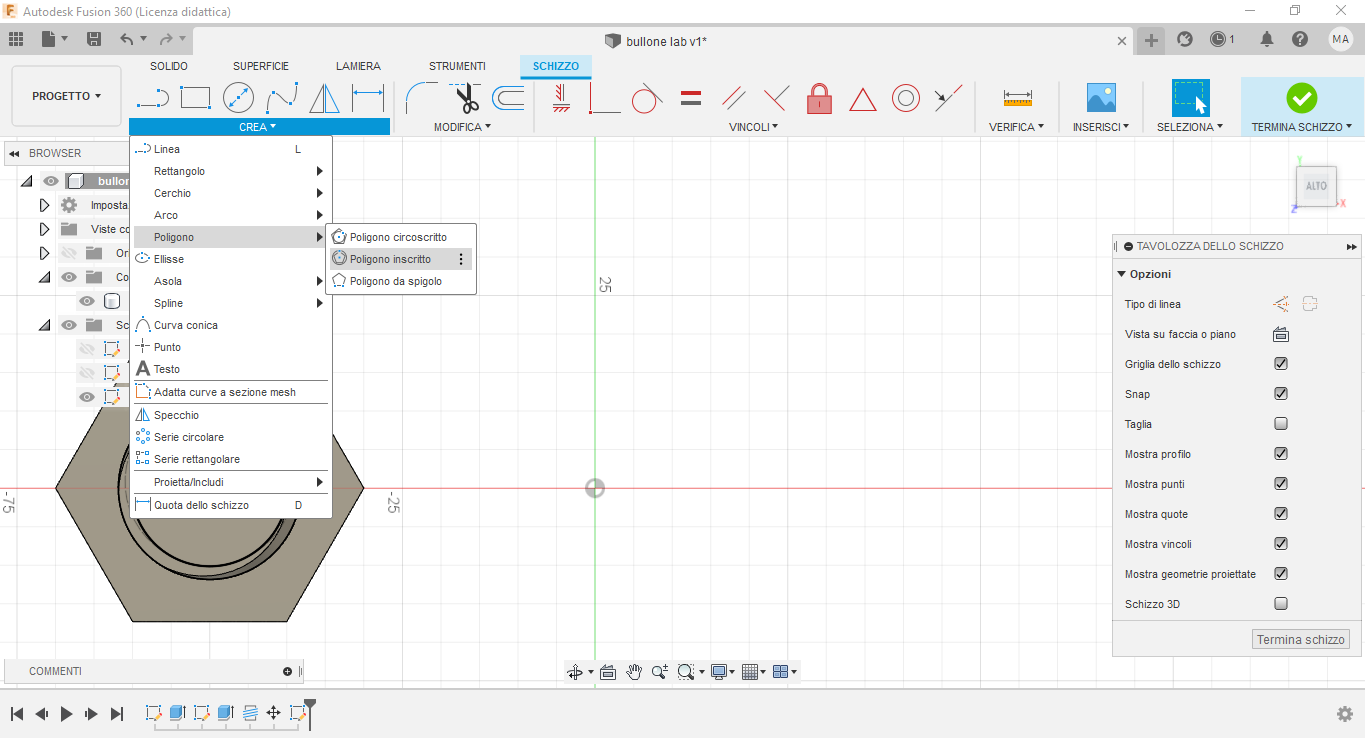 Autodesk Fusion 360 (Licenza didattica)
bullone lab v1*
1
MA
PROGETTO
SOLIDO SUPERFICIE LAMIERA STRUMENTI SCHIZZO
CREA MODIFICA VINCOLI VERIFICA INSERISCI SELEZIONA TERMINA SCHIZZO
BROWSER
bullone
Imposta
Viste co
Or
Co
Sc
Linea L
Rettangolo
Cerchio
Arco
Poligono
Ellisse
Asola
Spline
Curva conica
Punto
Testo
Adatta curve a sezione mesh
Specchio
Serie circolare
Serie rettangolare
Proietta/Includi
Quota dello schizzo D
Poligono circoscritto
Poligono inscritto
Poligono da spigolo
25
-75
-25
Y
ALTO
Z
X
TAVOLOZZA DELLO SCHIZZO
Opzioni
Tipo di linea
Vista su faccia o piano
Griglia dello schizzo
Snap
Taglia
Mostra profilo
Mostra punti
Mostra quote
Mostra vincoli
Mostra geometrie proiettate
Schizzo 3D
Termina schizzo
COMMENTI